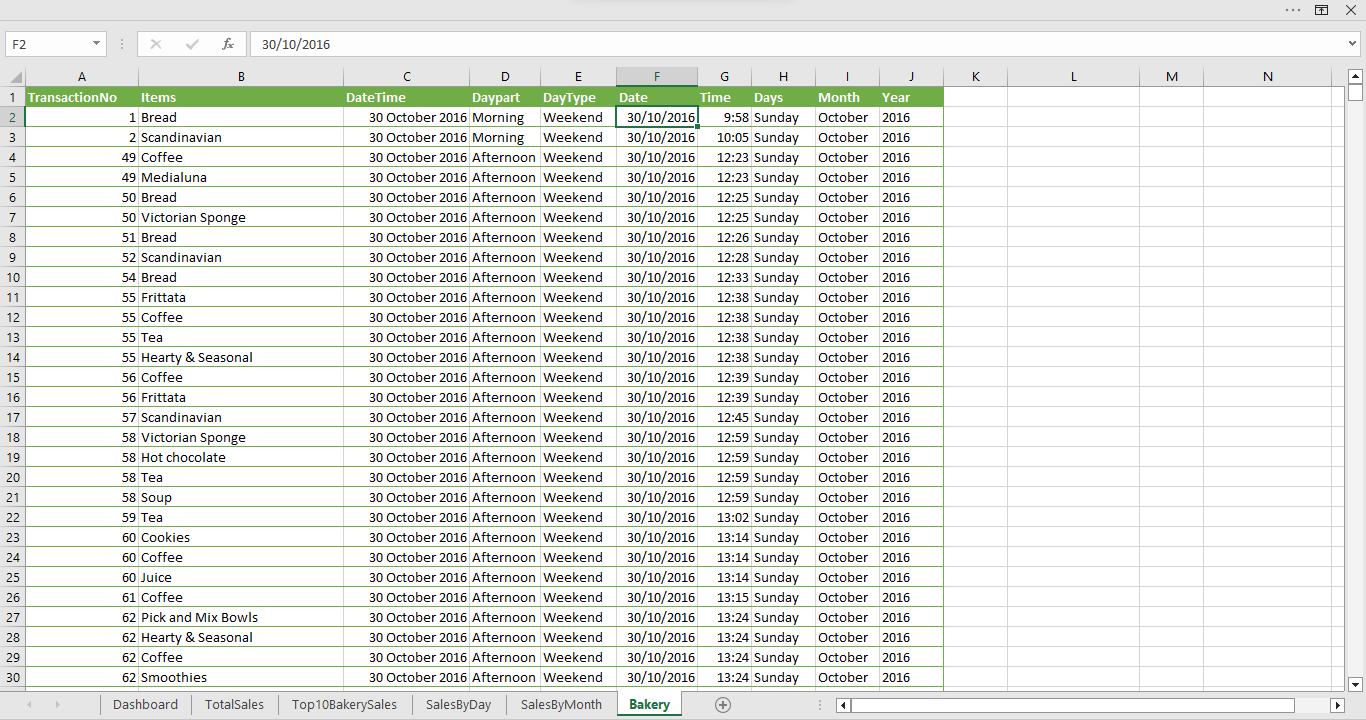 F2 fx 30/10/2016
A B C D E F G H I J K L M N
1 TransactionNo Items DateTime Daypart DayType Date Time Days Month Year
2 1 Bread 30 October 2016 Morning Weekend 30/10/2016 9:58 Sunday October 2016
3 2 Scandinavian 30 October 2016 Morning Weekend 30/10/2016 10:05 Sunday October 2016
4 49 Coffee 30 October 2016 Afternoon Weekend 30/10/2016 12:23 Sunday October 2016
5 49 Medialuna 30 October 2016 Afternoon Weekend 30/10/2016 12:23 Sunday October 2016
6 50 Bread 30 October 2016 Afternoon Weekend 30/10/2016 12:25 Sunday October 2016
7 50 Victorian Sponge 30 October 2016 Afternoon Weekend 30/10/2016 12:25 Sunday October 2016
8 51 Bread 30 October 2016 Afternoon Weekend 30/10/2016 12:26 Sunday October 2016
9 52 Scandinavian 30 October 2016 Afternoon Weekend 30/10/2016 12:28 Sunday October 2016
10 54 Bread 30 October 2016 Afternoon Weekend 30/10/2016 12:33 Sunday October 2016
11 55 Frittata 30 October 2016 Afternoon Weekend 30/10/2016 12:38 Sunday October 2016
12 55 Coffee 30 October 2016 Afternoon Weekend 30/10/2016 12:38 Sunday October 2016
13 55 Tea 30 October 2016 Afternoon Weekend 30/10/2016 12:38 Sunday October 2016
14 55 Hearty & Seasonal 30 October 2016 Afternoon Weekend 30/10/2016 12:38 Sunday October 2016
15 56 Coffee 30 October 2016 Afternoon Weekend 30/10/2016 12:39 Sunday October 2016
16 56 Frittata 30 October 2016 Afternoon Weekend 30/10/2016 12:39 Sunday October 2016
17 57 Scandinavian 30 October 2016 Afternoon Weekend 30/10/2016 12:45 Sunday October 2016
18 58 Victorian Sponge 30 October 2016 Afternoon Weekend 30/10/2016 12:59 Sunday October 2016
19 58 Hot chocolate 30 October 2016 Afternoon Weekend 30/10/2016 12:59 Sunday October 2016
20 58 Tea 30 October 2016 Afternoon Weekend 30/10/2016 12:59 Sunday October 2016
21 58 Soup 30 October 2016 Afternoon Weekend 30/10/2016 12:59 Sunday October 2016
22 59 Tea 30 October 2016 Afternoon Weekend 30/10/2016 13:02 Sunday October 2016
23 60 Cookies 30 October 2016 Afternoon Weekend 30/10/2016 13:14 Sunday October 2016
24 60 Coffee 30 October 2016 Afternoon Weekend 30/10/2016 13:14 Sunday October 2016
25 60 Juice 30 October 2016 Afternoon Weekend 30/10/2016 13:14 Sunday October 2016
26 61 Coffee 30 October 2016 Afternoon Weekend 30/10/2016 13:15 Sunday October 2016
27 62 Pick and Mix Bowls 30 October 2016 Afternoon Weekend 30/10/2016 13:24 Sunday October 2016
28 62 Hearty & Seasonal 30 October 2016 Afternoon Weekend 30/10/2016 13:24 Sunday October 2016
29 62 Coffee 30 October 2016 Afternoon Weekend 30/10/2016 13:24 Sunday October 2016
30 62 Smoothies 30 October 2016 Afternoon Weekend 30/10/2016 13:24 Sunday October 2016
Dashboard TotalSales Top10BakerySales SalesByDay SalesByMonth Bakery